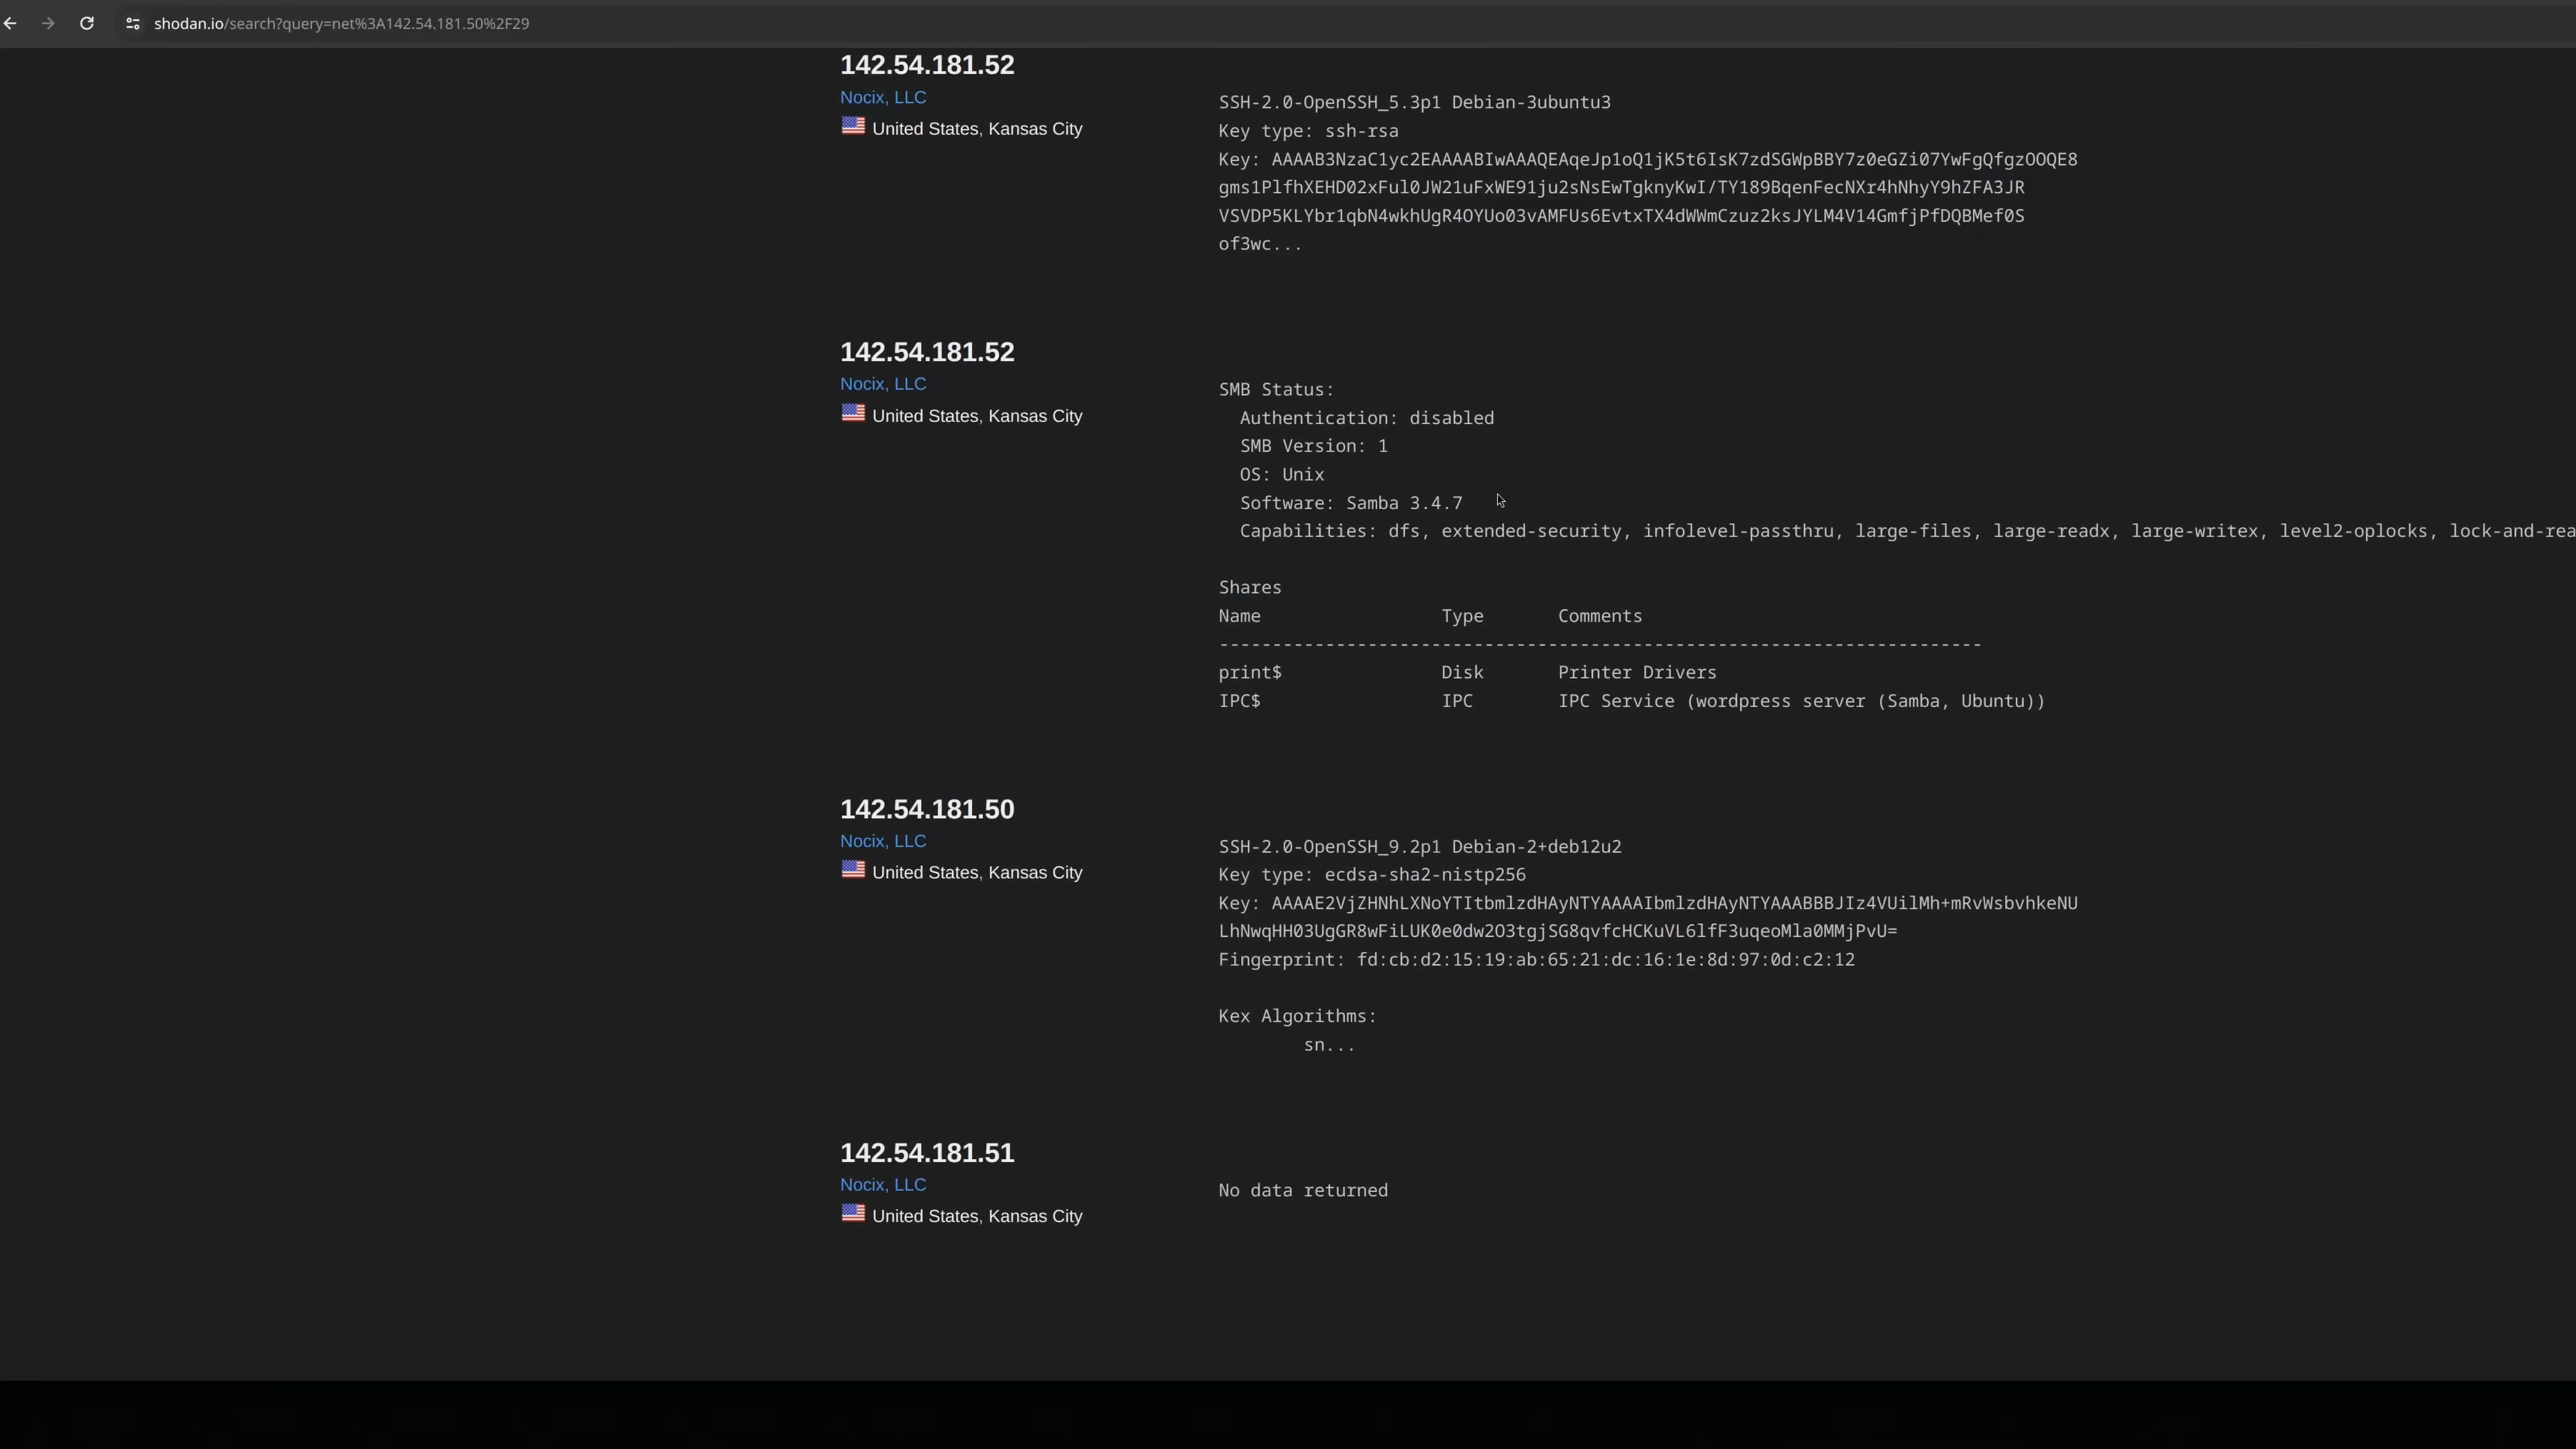 shodan.io/search?query=net%3A142.54.181.50%2F29
142.54.181.52
Nocix, LLC
United States, Kansas City
SSH-2.0-OpenSSH_5.3p1 Debian-3ubuntu3
Key type: ssh-rsa
Key: AAAAB3NzaC1yc2EAAAABIwAAAQEAqeJp1oQ1jK5t6IsK7zdSGWpBBY7z0eGZi07YwFgQfgzOOQE8
gms1PlfhXEHD02xFul0JW21uFxWE91ju2sNsEwTgknyKwI/TY189BqenFecNXr4hNhyY9hZFA3JR
VSVDP5KLYbr1qbN4wkhUgR4OYUo03vAMFUs6EvtxTX4dWWmCzuz2ksJYLM4V14GmfjPfDQBMef0S
of3wc...
142.54.181.52
Nocix, LLC
United States, Kansas City
SMB Status:
Authentication: disabled
SMB Version: 1
OS: Unix
Software: Samba 3.4.7
Capabilities: dfs, extended-security, infolevel-passthru, large-files, large-readx, large-writex, level2-oplocks, lock-and-rea
Shares
Name Type Comments
------------------------------------------------------------------------
print$ Disk Printer Drivers
IPC$ IPC IPC Service (wordpress server (Samba, Ubuntu))
142.54.181.50
Nocix, LLC
United States, Kansas City
SSH-2.0-OpenSSH_9.2p1 Debian-2+deb12u2
Key type: ecdsa-sha2-nistp256
Key: AAAAE2VjZHNhLXNoYTItbmlzdHAyNTYAAAAIbmlzdHAyNTYAAABBBJIz4VUilMh+mRvWsbvhkeNU
LhNwqHH03UgGR8wFiLUK0e0dw2O3tgjSG8qvfcHCKuVL6lfF3uqeoMla0MMjPvU=
Fingerprint: fd:cb:d2:15:19:ab:65:21:dc:16:1e:8d:97:0d:c2:12
Kex Algorithms:
sn...
142.54.181.51
Nocix, LLC
United States, Kansas City
No data returned